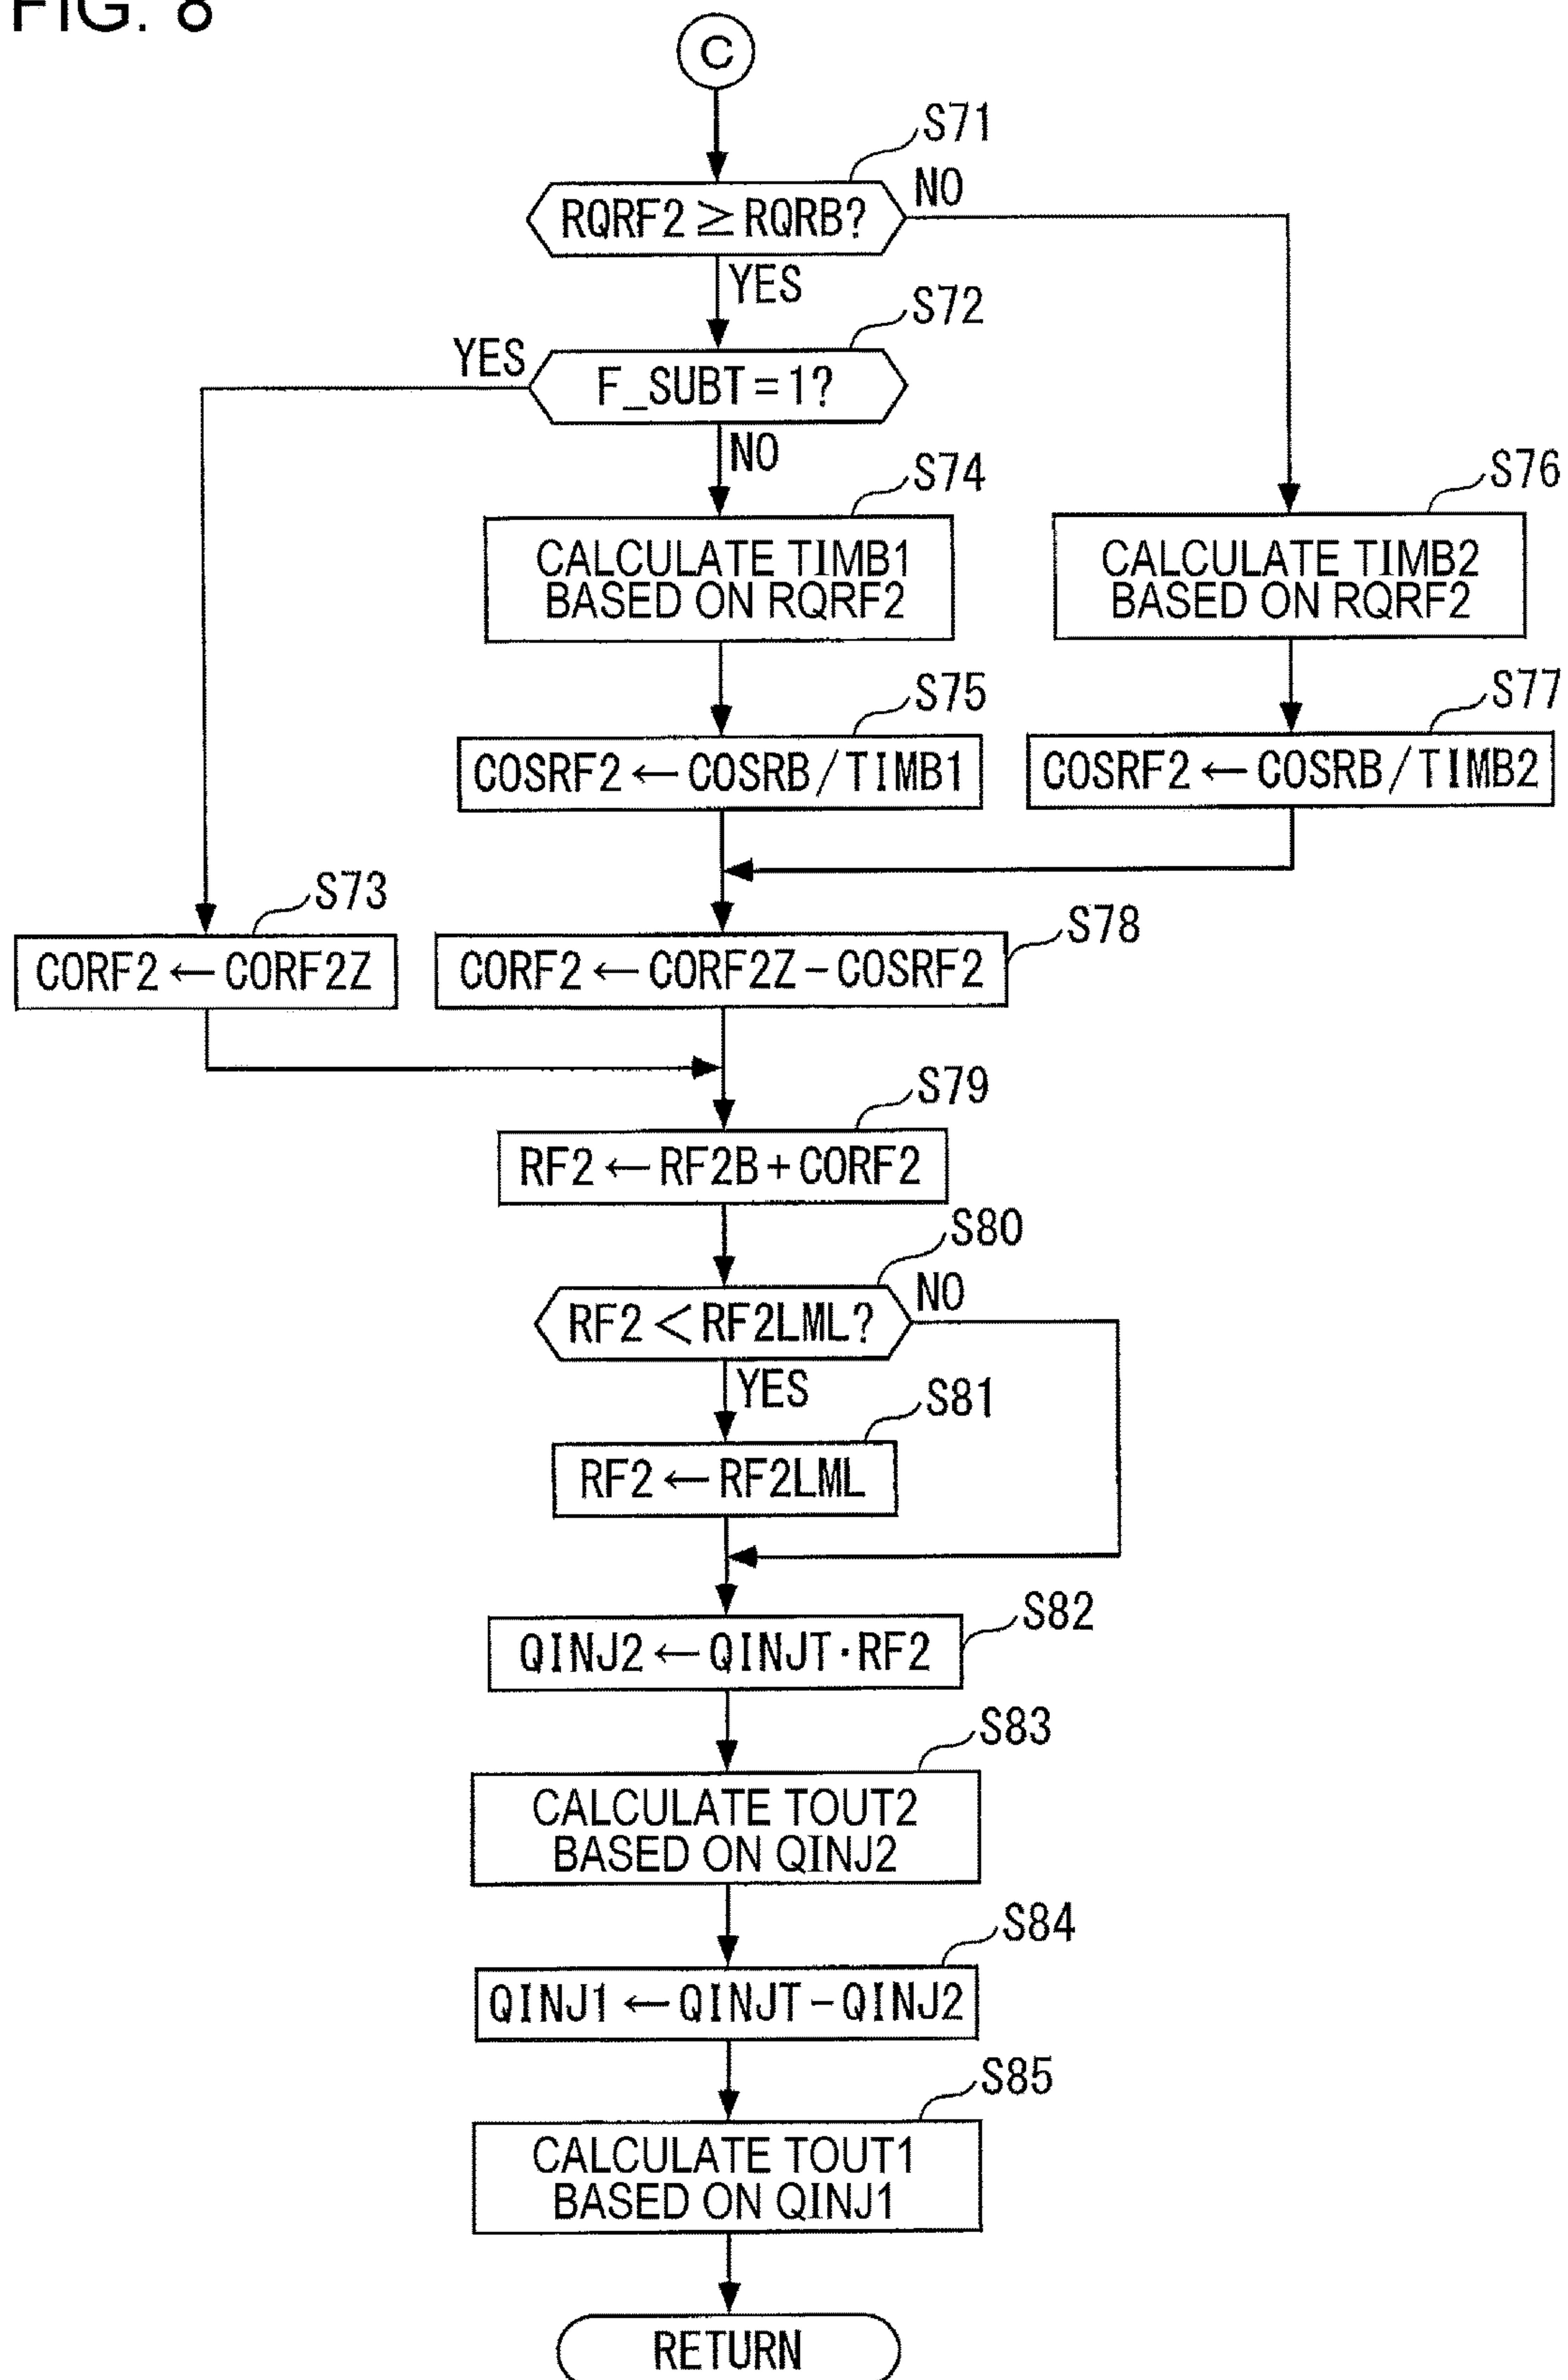 FIG. 8
C
S71
RQRF2 ≥ RQRB?
NO
YES
S72
YES
F_SUBT = 1?
NO
S74
CALCULATE TIMB1
BASED ON RQRF2
S76
CALCULATE TIMB2
BASED ON RQRF2
S75
COSRF2 ← COSRB / TIMB1
S77
COSRF2 ← COSRB / TIMB2
S73
CORF2 ← CORF2Z
S78
CORF2 ← CORF2Z - COSRF2
S79
RF2 ← RF2B + CORF2
S80
RF2 < RF2LML?
NO
YES
S81
RF2 ← RF2LML
S82
QINJ2 ← QINJT · RF2
S83
CALCULATE TOUT2
BASED ON QINJ2
S84
QINJ1 ← QINJT - QINJ2
S85
CALCULATE TOUT1
BASED ON QINJ1
RETURN